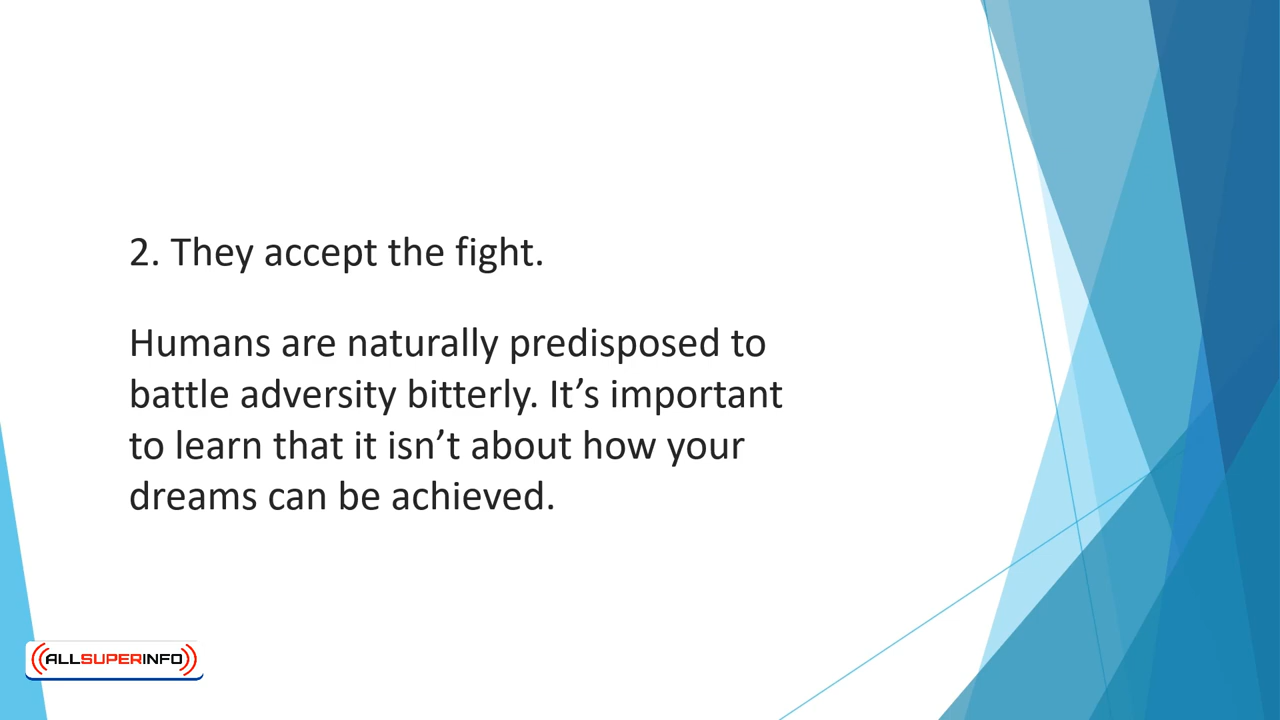 2. They accept the fight.
Humans are naturally predisposed to
battle adversity bitterly. It’s important
to learn that it isn’t about how your
dreams can be achieved.
ALLSUPERINFO